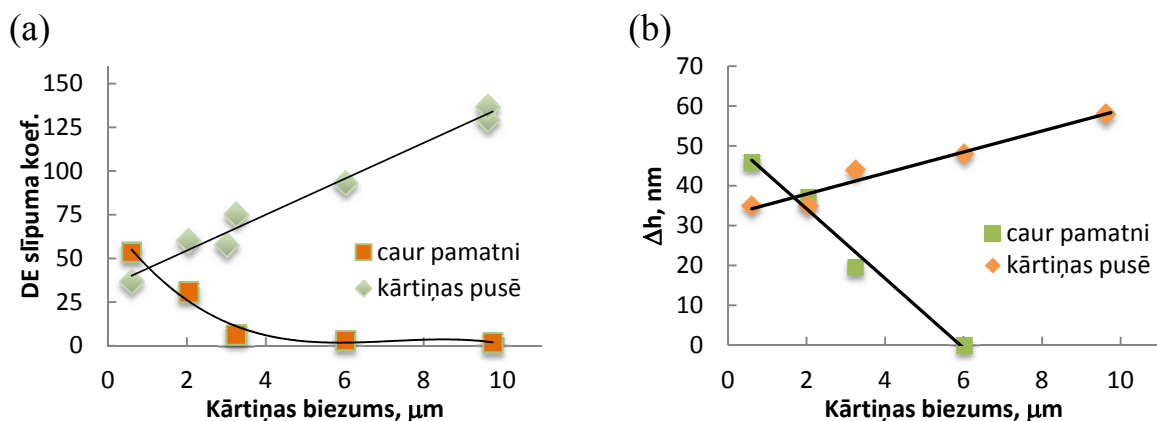 (a)
DE slīpuma koef.
150
125
100
75
50
25
0
0 2 4 6 8 10
Kārtiņas biezums, μm
caur pamatni
kārtiņas pusē
(b)
Δh, nm
70
60
50
40
30
20
10
0
0 2 4 6 8 10
Kārtiņas biezums, μm
caur pamatni
kārtiņas pusē